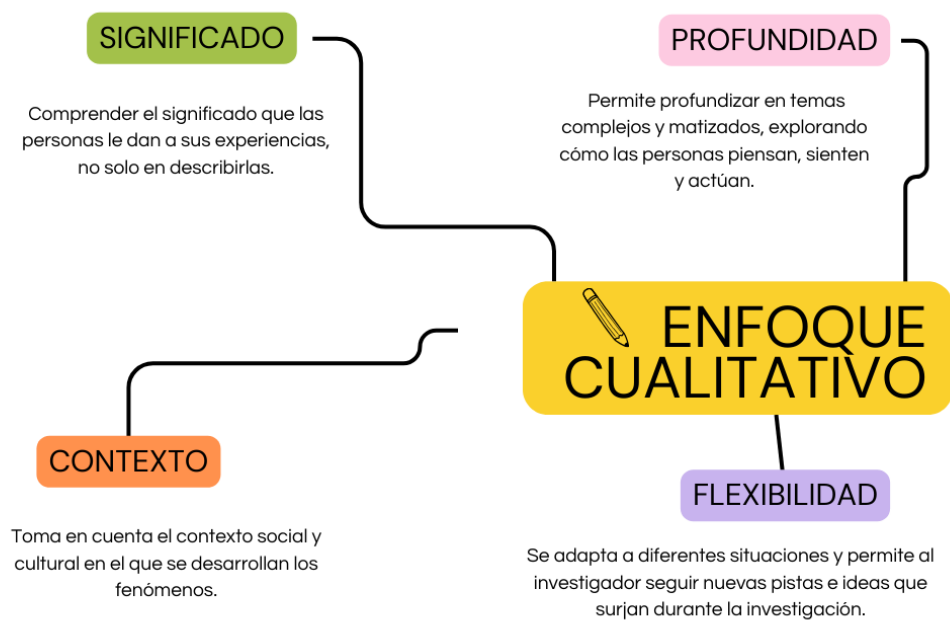 SIGNIFICADO
Comprender el significado que las
personas le dan a sus experiencias,
no solo en describirlas.
PROFUNDIDAD
Permite profundizar en temas
complejos y matizados, explorando
cómo las personas piensan, sienten
y actúan.
ENFOQUE
CUALITATIVO
CONTEXTO
Toma en cuenta el contexto social y
cultural en el que se desarrollan los
fenómenos.
FLEXIBILIDAD
Se adapta a diferentes situaciones y permite al
investigador seguir nuevas pistas e ideas que
surjan durante la investigación.